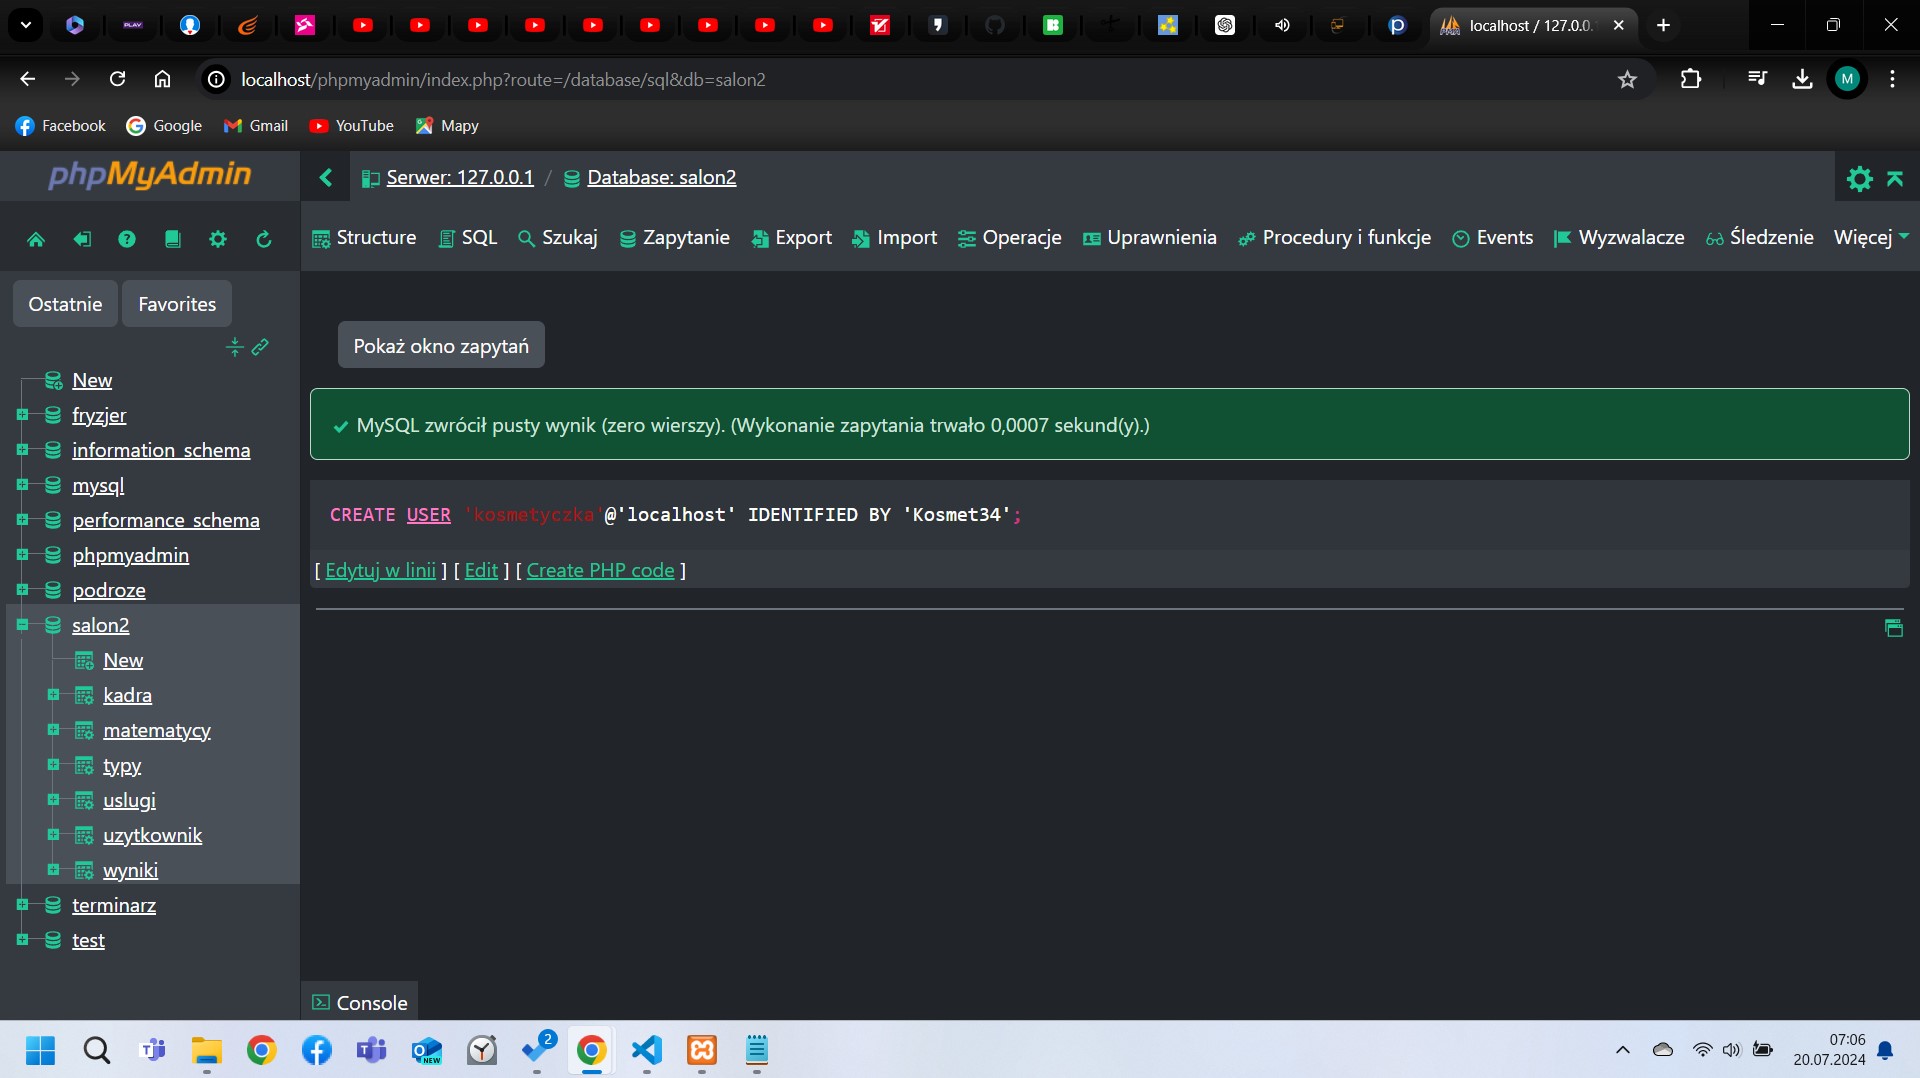 PLAY
localhost / 127.0.0.
localhost/phpmyadmin/index.php?route=/database/sql&db=salon2
M
Facebook Google Gmail YouTube Mapy
phpMyAdmin
Serwer: 127.0.0.1 / Database: salon2
Structure SQL Szukaj Zapytanie Export Import Operacje Uprawnienia Procedury i funkcje Events Wyzwalacze Śledzenie Więcej
Ostatnie Favorites
New
fryzjer
information_schema
mysql
performance_schema
phpmyadmin
podroze
salon2
New
kadra
matematycy
typy
uslugi
uzytkownik
wyniki
terminarz
test
Pokaż okno zapytań
MySQL zwrócił pusty wynik (zero wierszy). (Wykonanie zapytania trwało 0,0007 sekund(y).)
CREATE USER 'kosmetyczka'@'localhost' IDENTIFIED BY 'Kosmet34';
[ Edytuj w linii ] [ Edit ] [ Create PHP code ]
Console
NEW
2
07:06
20.07.2024